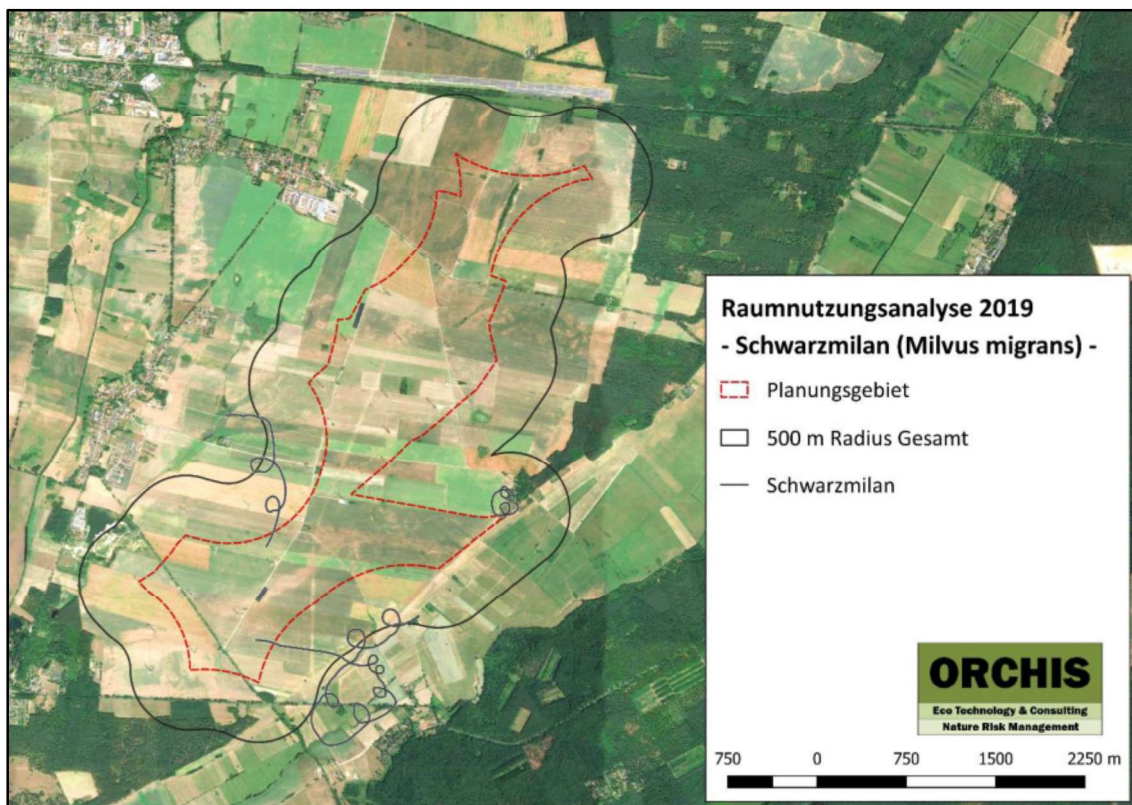 Raumnutzungsanalyse 2019
- Schwarzmilan (Milvus migrans) -
Planungsgebiet
500 m Radius Gesamt
Schwarzmilan
ORCHIS
Eco Technology & Consulting
Nature Risk Management
750 0 750 1500 2250 m